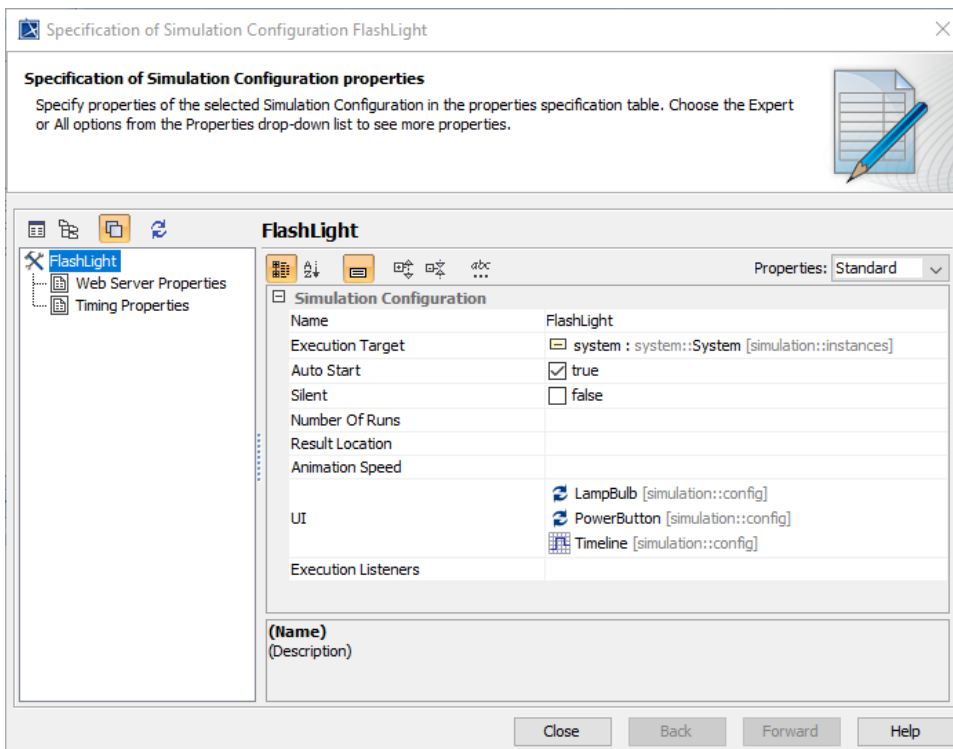 Specification of Simulation Configuration FlashLight
Specification of Simulation Configuration properties
Specify properties of the selected Simulation Configuration in the properties specification table. Choose the Expert
or All options from the Properties drop-down list to see more properties.
FlashLight
Web Server Properties
Timing Properties
FlashLight
abc
Properties: Standard
Simulation Configuration
Name FlashLight
Execution Target system : system::System [simulation::instances]
Auto Start true
Silent false
Number Of Runs
Result Location
Animation Speed
UI
LampBulb [simulation::config]
PowerButton [simulation::config]
Timeline [simulation::config]
Execution Listeners
(Name)
(Description)
Close Back Forward Help